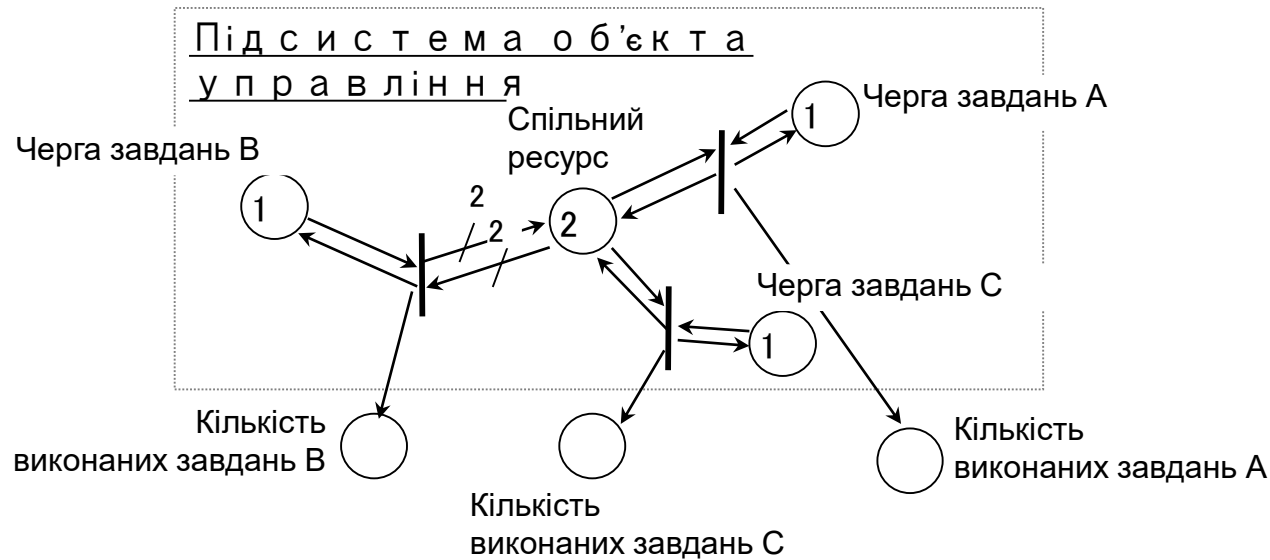 Підсистема об’єкта
управління
Черга завдань А
Спільний
ресурс
Черга завдань В
1
1
2
2
2
Черга завдань С
1
Кількість
виконаних завдань В
Кількість
виконаних завдань А
Кількість
виконаних завдань С